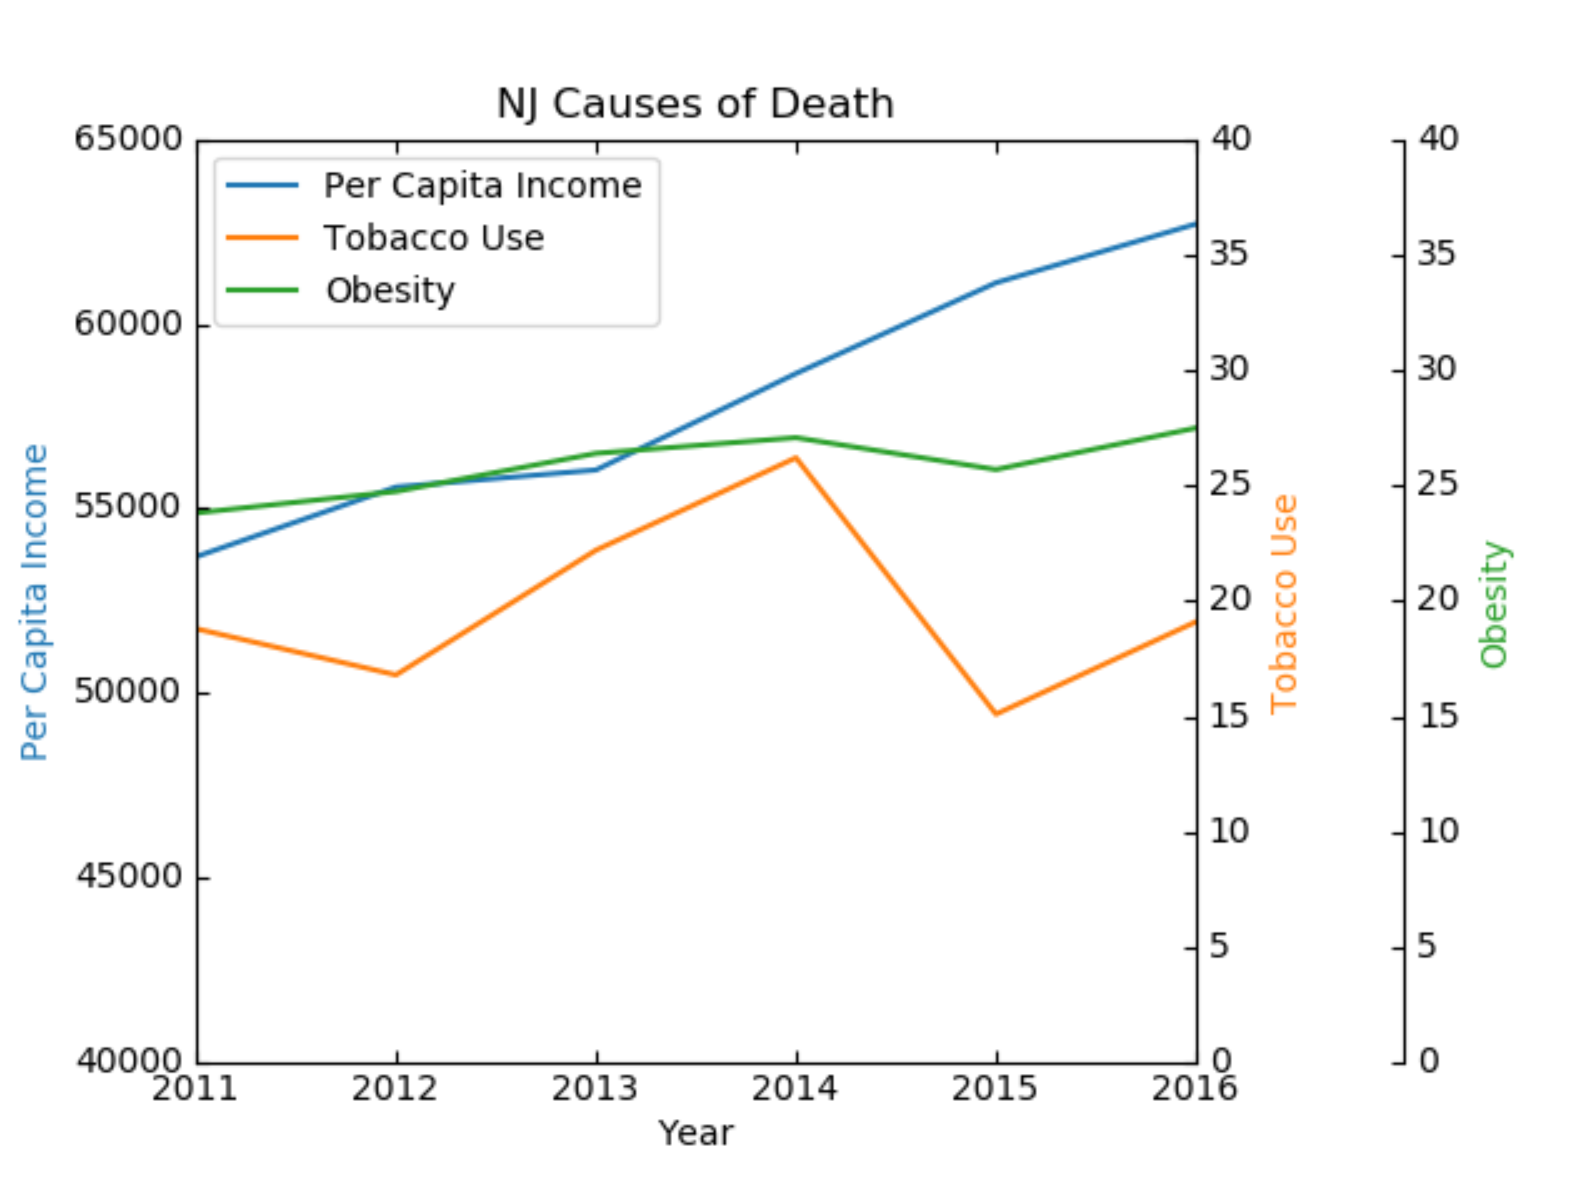 NJ Causes of Death
Per Capita Income
Tobacco Use
Obesity
65000
60000
55000
50000
45000
40000
Per Capita Income
40
35
30
25
20
15
10
5
0
Tobacco Use
40
35
30
25
20
15
10
5
0
Obesity
2011 2012 2013 2014 2015 2016
Year